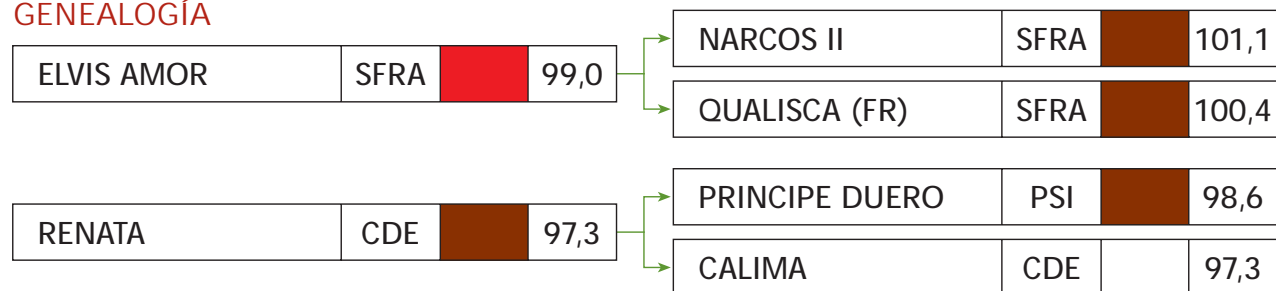 GENEALOGÍA
ELVIS AMOR SFRA 99,0
NARCOS II SFRA 101,1
QUALISCA (FR) SFRA 100,4
RENATA CDE 97,3
PRINCIPE DUERO PSI 98,6
CALIMA CDE 97,3